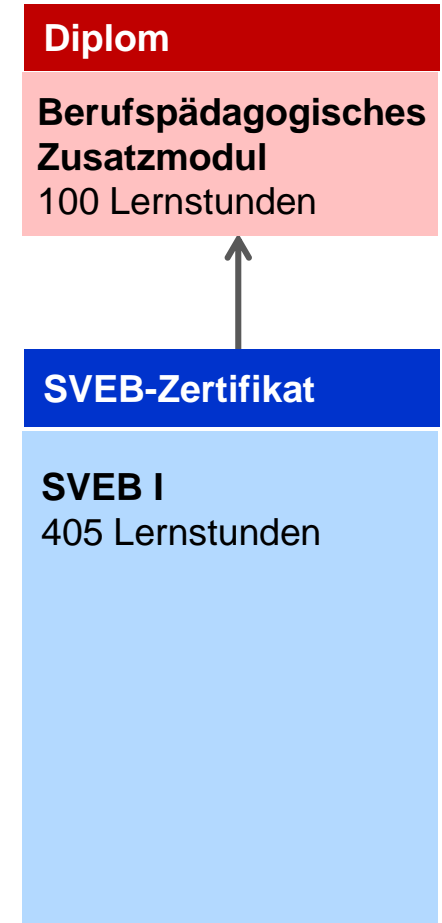 Diplom
Berufspädagogisches
Zusatzmodul
100 Lernstunden
SVEB-Zertifikat
SVEB I
405 Lernstunden